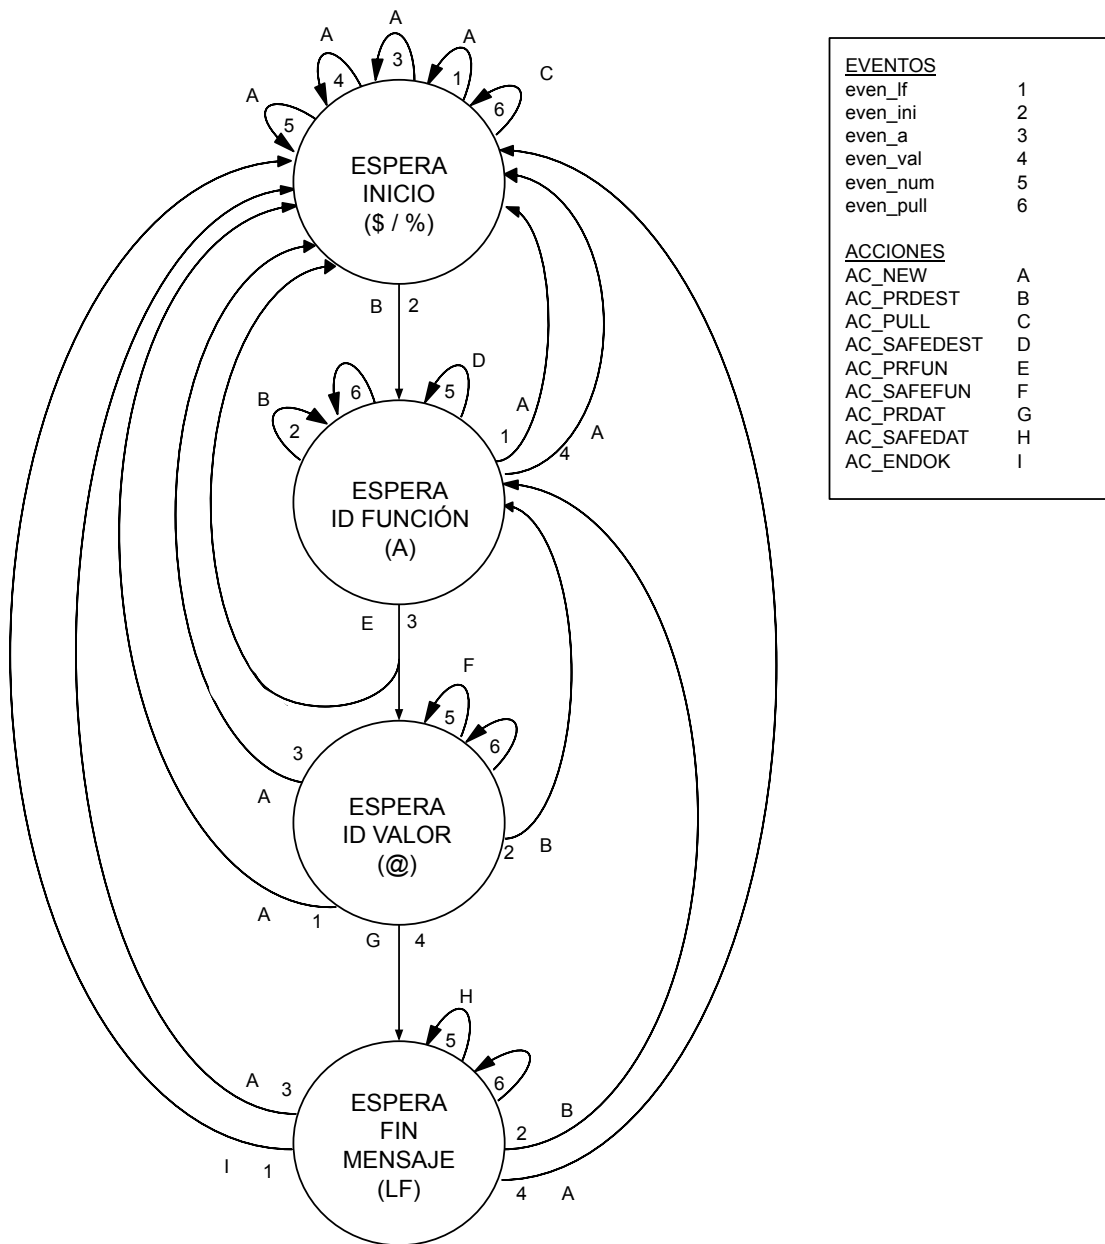 A
A
A
A
C
3
4
1
6
5
ESPERA
INICIO
($ / %)
B 2
B
6
5
D
2
A
1
A
4
ESPERA
ID FUNCIÓN
(A)
E 3
F
5
6
3
A
ESPERA
ID VALOR
(@)
2 B
A 1
G 4
H
5
6
A 3
ESPERA
FIN
MENSAJE
(LF)
B
2
I 1
4 A
EVENTOS
even_lf 1
even_ini 2
even_a 3
even_val 4
even_num 5
even_pull 6
ACCIONES
AC_NEW A
AC_PRDEST B
AC_PULL C
AC_SAFEDEST D
AC_PRFUN E
AC_SAFEFUN F
AC_PRDAT G
AC_SAFEDAT H
AC_ENDOK I